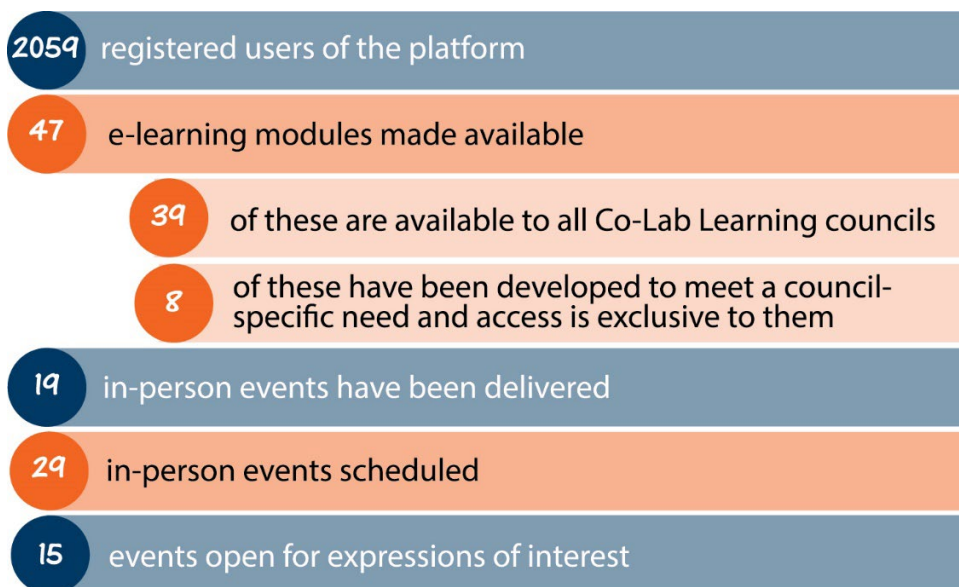 2059 registered users of the platform
47 e-learning modules made available
39 of these are available to all Co-Lab Learning councils
8 of these have been developed to meet a council-
specific need and access is exclusive to them
19 in-person events have been delivered
29 in-person events scheduled
15 events open for expressions of interest